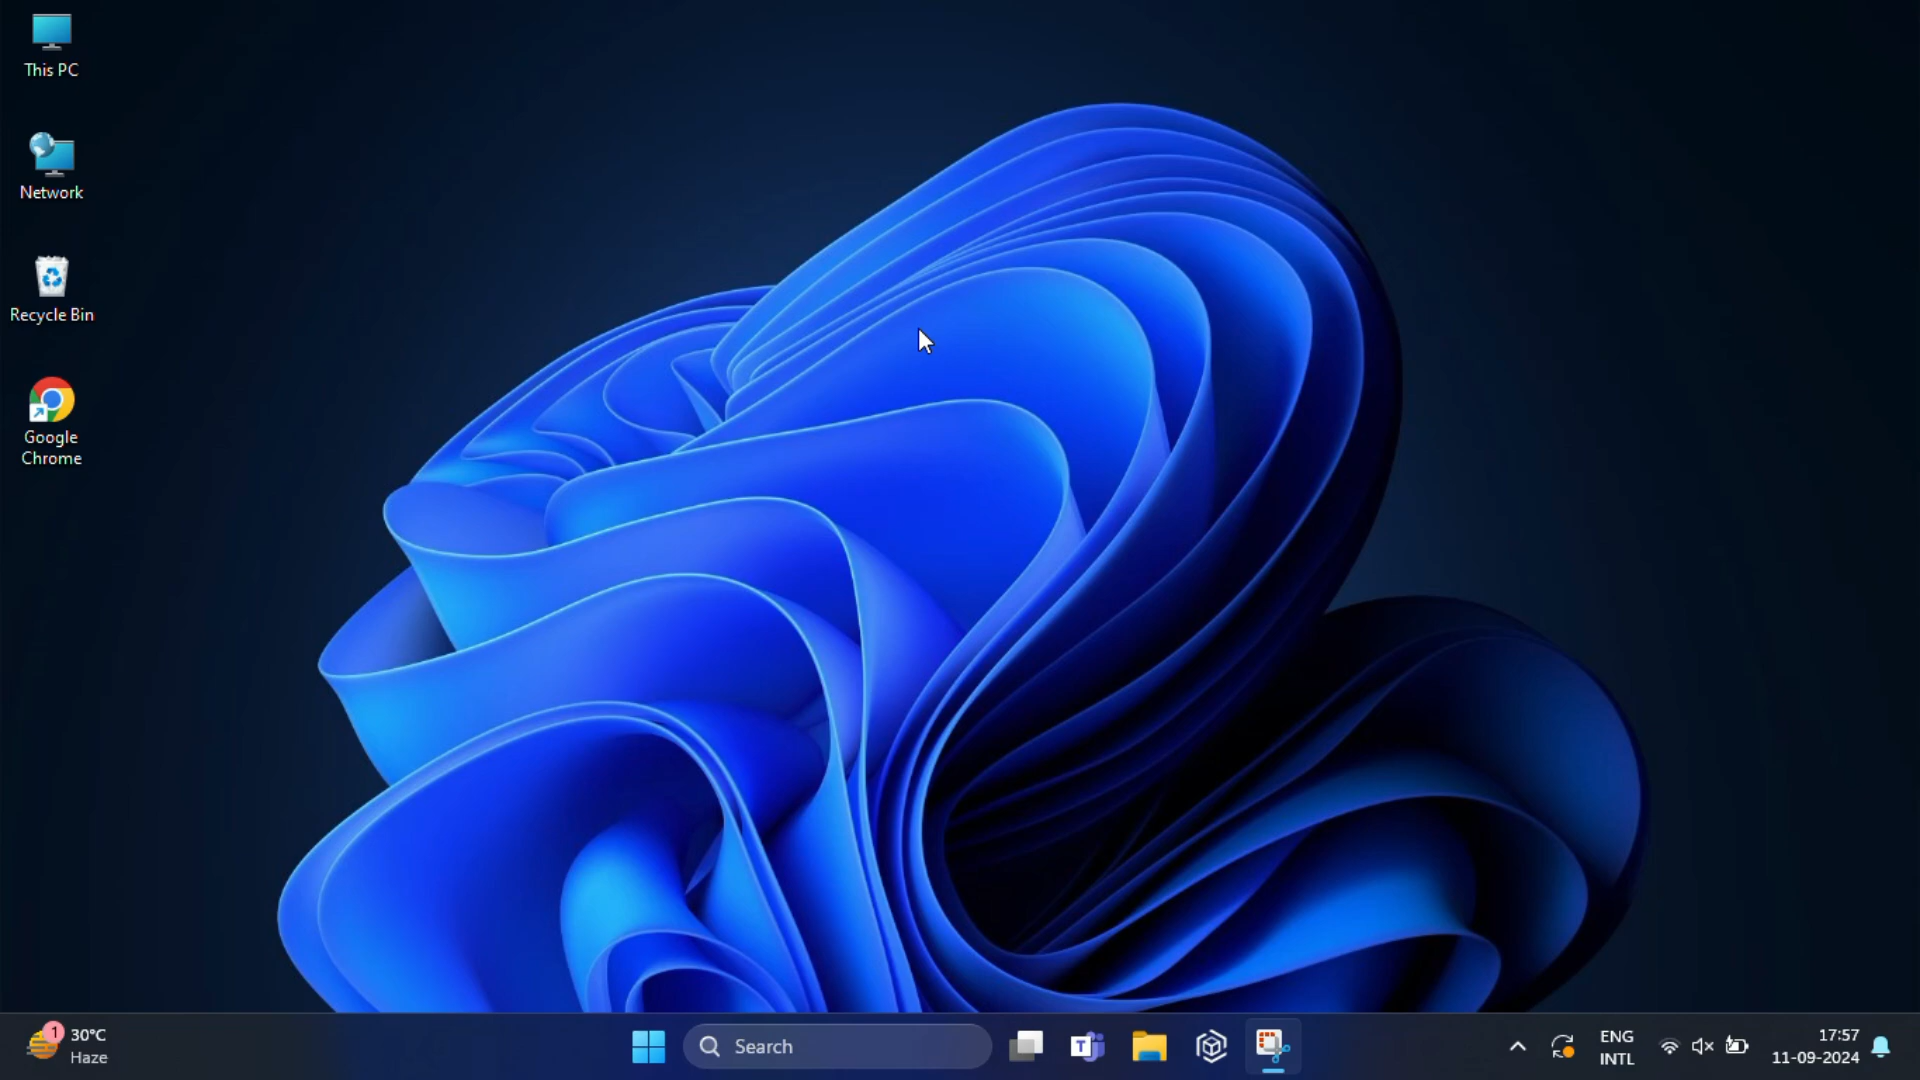 This PC
Network
Recycle Bin
Google
Chrome
1
30°C
Haze
Search
T
ENG
INTL
17:57
11-09-2024